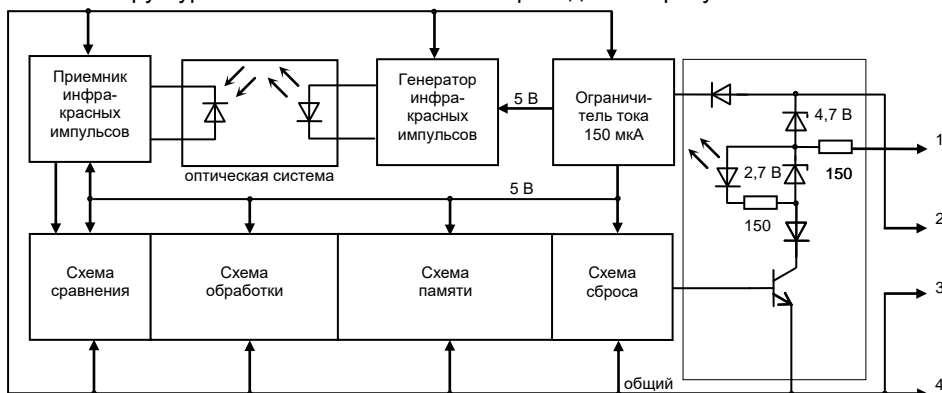 Приемник
инфра-
красных
импульсов
Генератор
инфра-
красных
импульсов
5 В
Ограничи-
тель тока
150 мкА
4,7 В
1
2,7 В
150
оптическая система
5 В
150
2
Схема
сравнения
Схема
обработки
Схема
памяти
Схема
сброса
3
общий
4